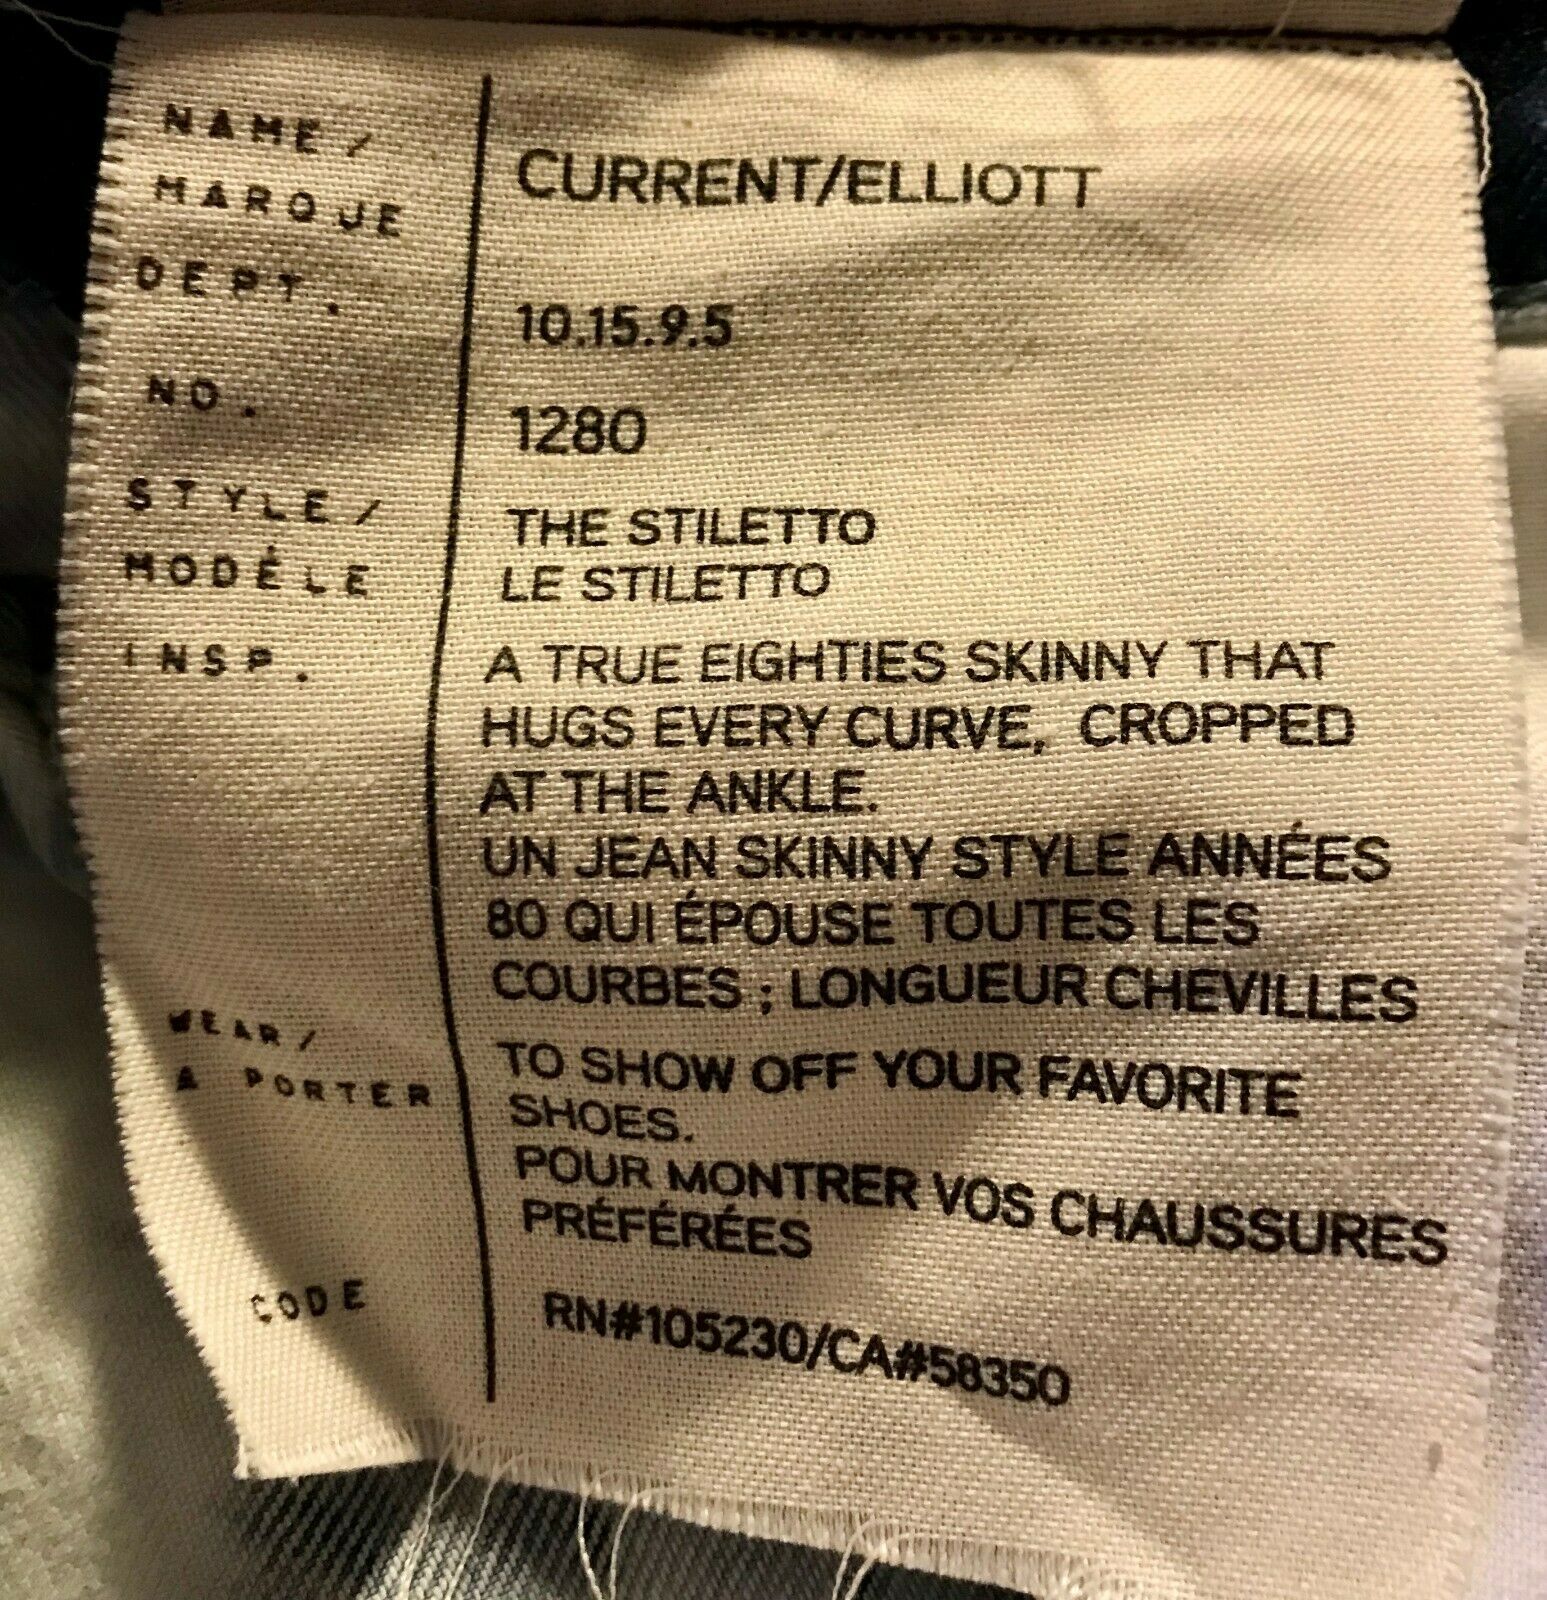 NAME / CURRENT/ELLIOTT
MARQUE
DEPT. 10.15.9.5
NO. 1280
STYLE / THE STILETTO
MODÉLE LE STILETTO
INSP. A TRUE EIGHTIES SKINNY THAT
HUGS EVERY CURVE, CROPPED
AT THE ANKLE.
UN JEAN SKINNY STYLE ANNÉES
80 QUI ÉPOUSE TOUTES LES
COURBES ; LONGUEUR CHEVILLES
WEAR / TO SHOW OFF YOUR FAVORITE
A PORTER SHOES.
POUR MONTRER VOS CHAUSSURES
PRÉFÉRÉES
CODE RN#105230/CA#58350